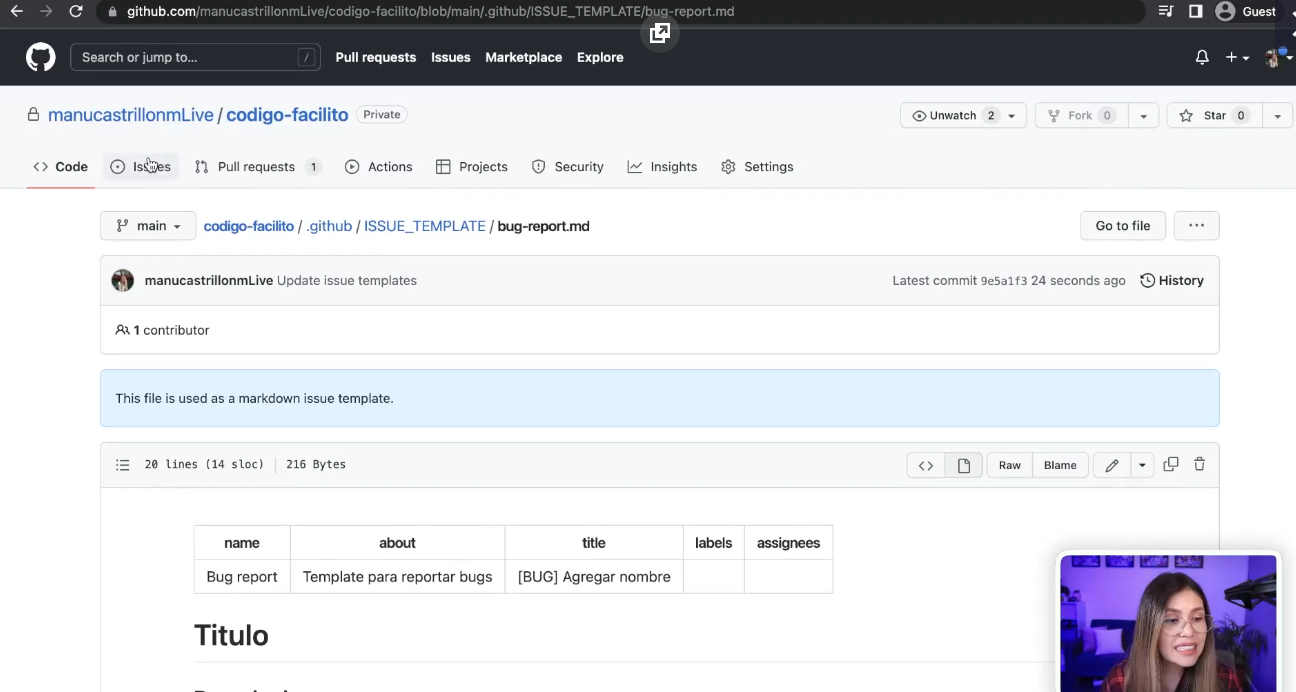 github.com/manucastrillonmLive/codigo-facilito/blob/main/.github/ISSUE_TEMPLATE/bug-report.md
Guest
Search or jump to... /
Pull requests Issues Marketplace Explore
manucastrillonmLive / codigo-facilito Private
Unwatch 2 Fork 0 Star 0
Code Issues Pull requests 1 Actions Projects Security Insights Settings
main codigo-facilito / .github / ISSUE_TEMPLATE / bug-report.md Go to file ...
manucastrillonmLive Update issue templates Latest commit 9e5a1f3 24 seconds ago History
1 contributor
This file is used as a markdown issue template.
20 lines (14 sloc) 216 Bytes <> Raw Blame
name about title labels assignees
Bug report Template para reportar bugs [BUG] Agregar nombre
Titulo